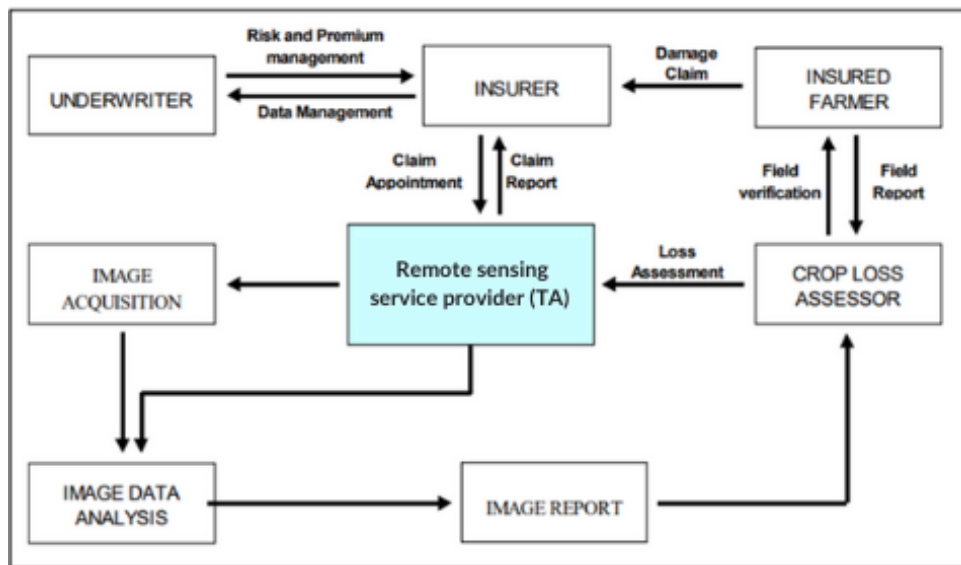 Risk and Premium
management
UNDERWRITER
Data Management
INSURER
Damage
Claim
INSURED
FARMER
Claim
Appointment
Claim
Report
Field
verification
Field
Report
IMAGE
ACQUISITION
Remote sensing
service provider (TA)
Loss
Assessment
CROP LOSS
ASSESSOR
IMAGE DATA
ANALYSIS
IMAGE REPORT